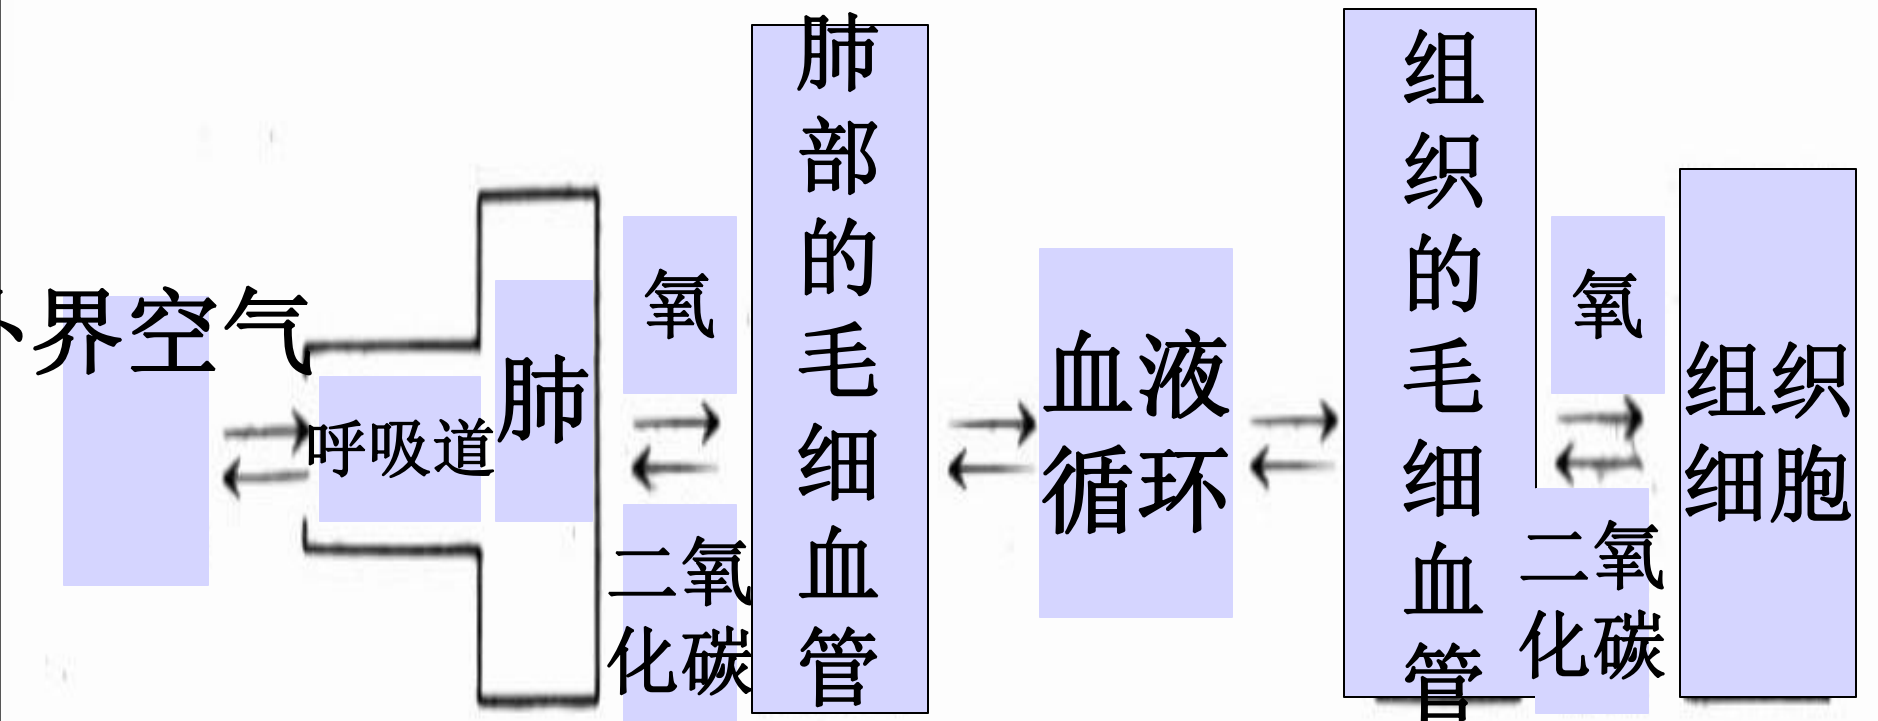 外界空气
呼吸道
肺
氧
二氧
化碳
肺
部
的
毛
细
血
管
血液
循环
组
织
的
毛
细
血
管
氧
二氧
化碳
组织
细胞